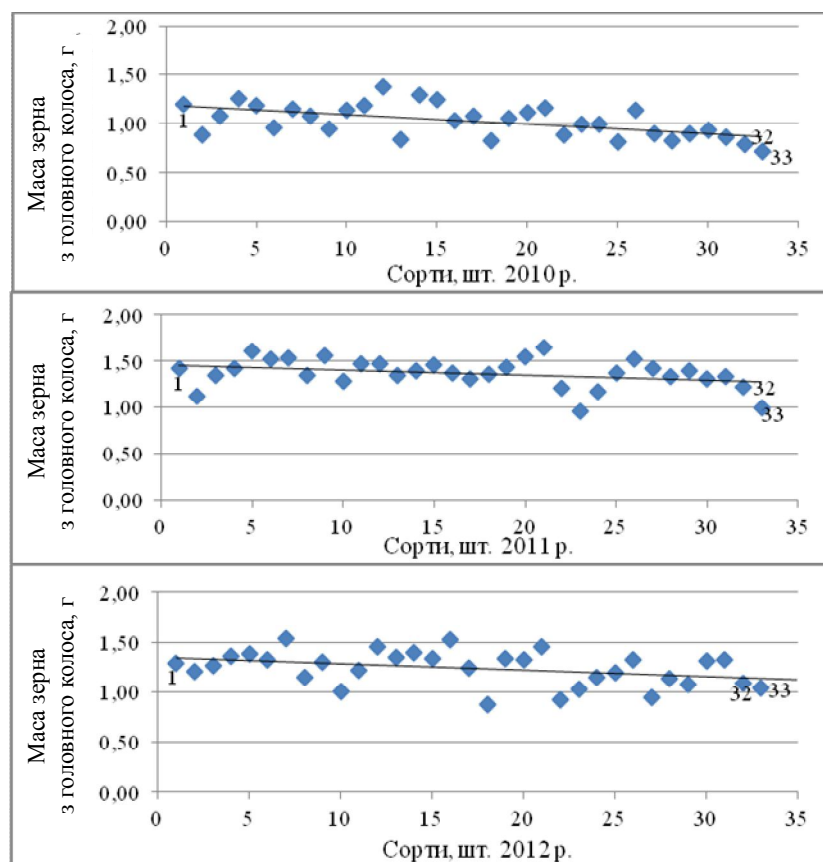 Маса зерна
з головного колоса, г
2,00
1,50
1,00
0,50
0,00
1
32
33
0 5 10 15 20 25 30 35
Сорти, шт. 2010 р.
Маса зерна
з головного колоса, г
2,00
1,50
1,00
0,50
0,00
1
32
33
0 5 10 15 20 25 30 35
Сорти, шт. 2011 р.
Маса зерна
з головного колоса, г
2,00
1,50
1,00
0,50
0,00
1
32 33
0 5 10 15 20 25 30 35
Сорти, шт. 2012 р.